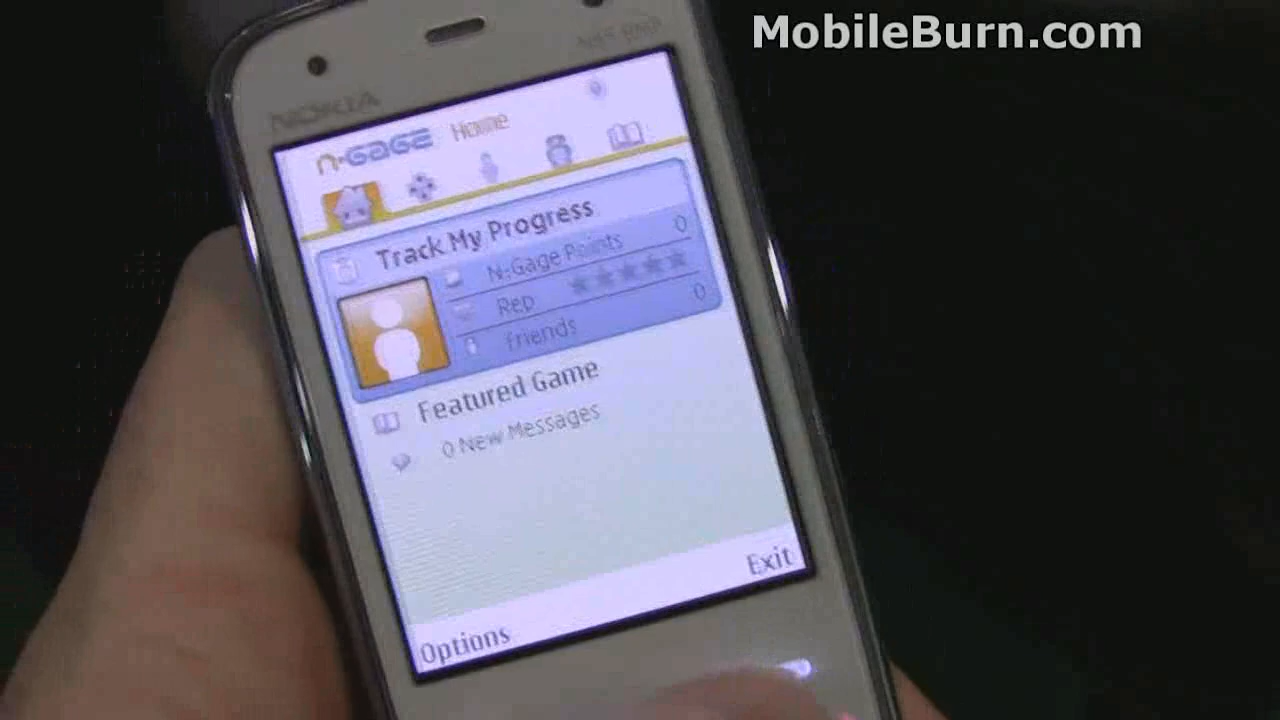 MobileBurn.com
NOKIA
n-GAGE Home
Track My Progress
N-Gage Points 0
Rep
friends 0
Featured Game
0 New Messages
Exit
Options